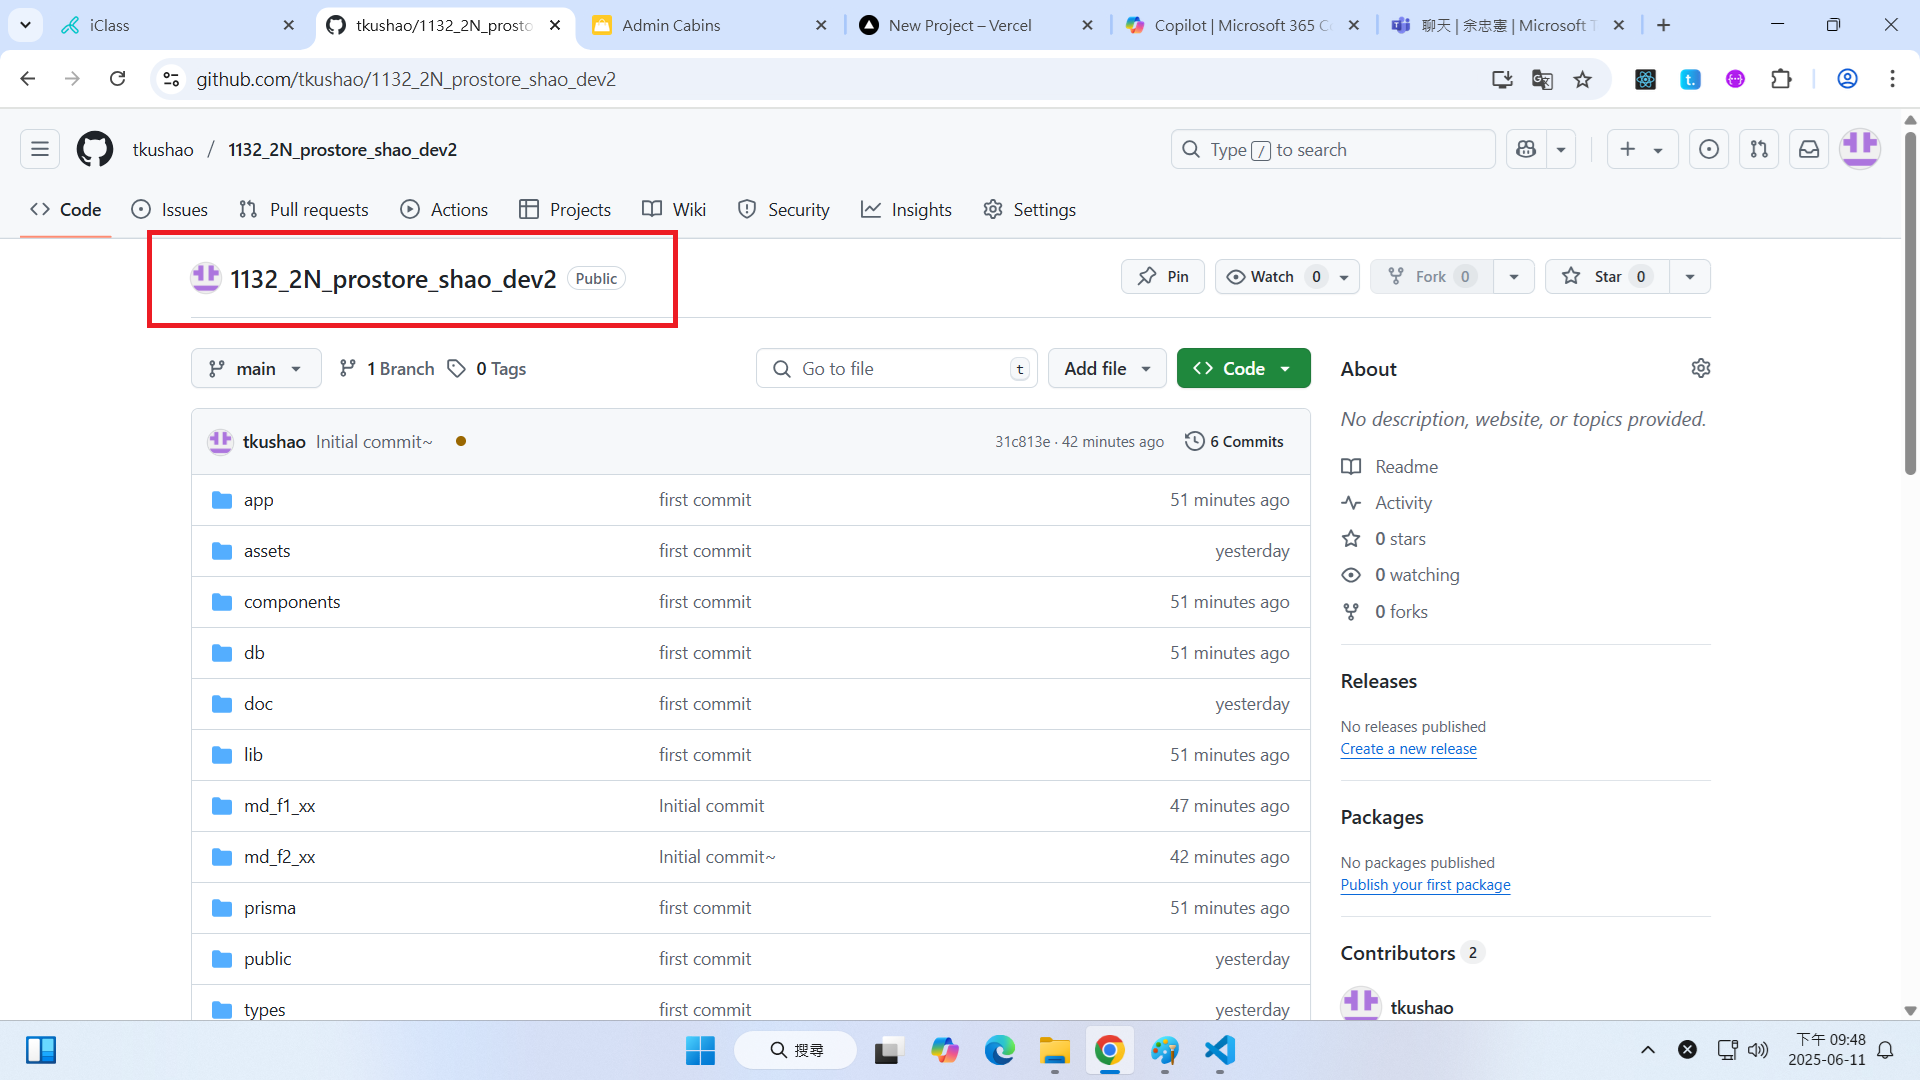 iClass
tkushao/1132_2N_prosto
Admin Cabins
New Project – Vercel
Copilot | Microsoft 365 C
聊天 | 余忠憲 | Microsoft T
github.com/tkushao/1132_2N_prostore_shao_dev2
tkushao / 1132_2N_prostore_shao_dev2
Type / to search
Code
Issues
Pull requests
Actions
Projects
Wiki
Security
Insights
Settings
1132_2N_prostore_shao_dev2 Public
Pin
Watch 0
Fork 0
Star 0
main
1 Branch
0 Tags
Go to file t
Add file
Code
tkushao Initial commit~ 31c813e · 42 minutes ago 6 Commits
app first commit 51 minutes ago
assets first commit yesterday
components first commit 51 minutes ago
db first commit 51 minutes ago
doc first commit yesterday
lib first commit 51 minutes ago
md_f1_xx Initial commit 47 minutes ago
md_f2_xx Initial commit~ 42 minutes ago
prisma first commit 51 minutes ago
public first commit yesterday
types first commit yesterday
About
No description, website, or topics provided.
Readme
Activity
0 stars
0 watching
0 forks
Releases
No releases published
Create a new release
Packages
No packages published
Publish your first package
Contributors 2
tkushao
搜尋
下午 09:48
2025-06-11